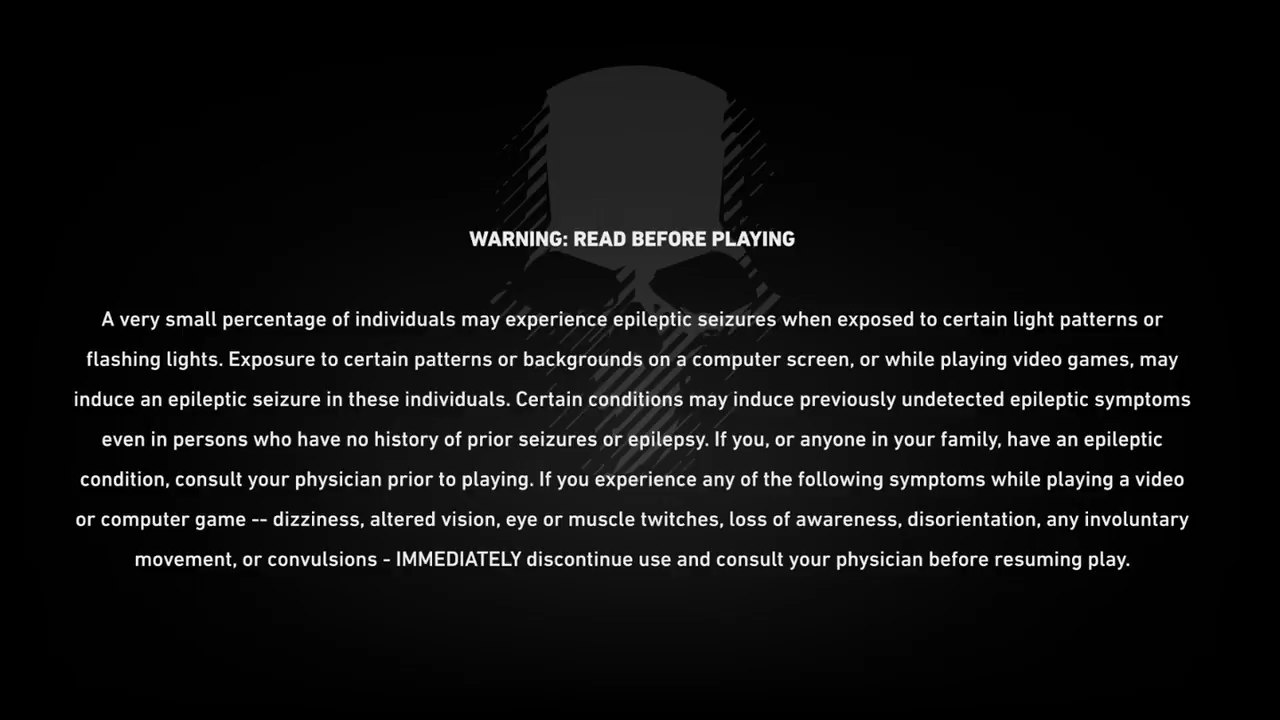 WARNING: READ BEFORE PLAYING
A very small percentage of individuals may experience epileptic seizures when exposed to certain light patterns or
flashing lights. Exposure to certain patterns or backgrounds on a computer screen, or while playing video games, may
induce an epileptic seizure in these individuals. Certain conditions may induce previously undetected epileptic symptoms
even in persons who have no history of prior seizures or epilepsy. If you, or anyone in your family, have an epileptic
condition, consult your physician prior to playing. If you experience any of the following symptoms while playing a video
or computer game -- dizziness, altered vision, eye or muscle twitches, loss of awareness, disorientation, any involuntary
movement, or convulsions - IMMEDIATELY discontinue use and consult your physician before resuming play.